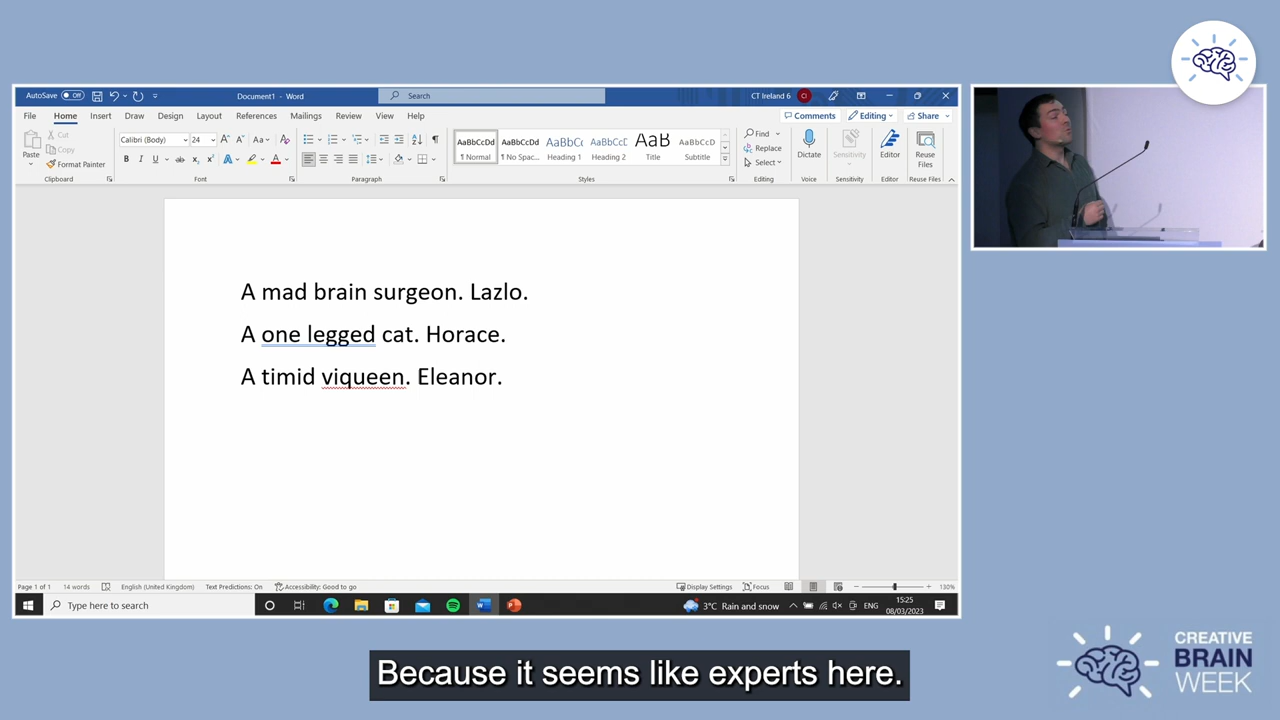 AutoSave Off
Document1 - Word
Search
CT Ireland 6
File Home Insert Draw Design Layout References Mailings Review View Help
Comments Editing Share
Paste
Cut
Copy
Format Painter
Clipboard
Calibri (Body) 24
Font
Paragraph
AaBbCcDd AaBbCcDd AaBbCc AaBbCcC AaB AaBbCcD
1 Normal 1 No Spac... Heading 1 Heading 2 Title Subtitle
Styles
Find
Replace
Select
Editing
Dictate
Voice
Sensitivity
Sensitivity
Editor
Editor
Reuse Files
Reuse Files
A mad brain surgeon. Lazlo.
A one legged cat. Horace.
A timid viqueen. Eleanor.
Page 1 of 1 14 words English (United Kingdom) Text Predictions: On Accessibility: Good to go Display Settings Focus 130%
Type here to search
3°C Rain and snow ENG
15:25
08/03/2023
Because it seems like experts here.
CREATIVE
BRAIN
WEEK